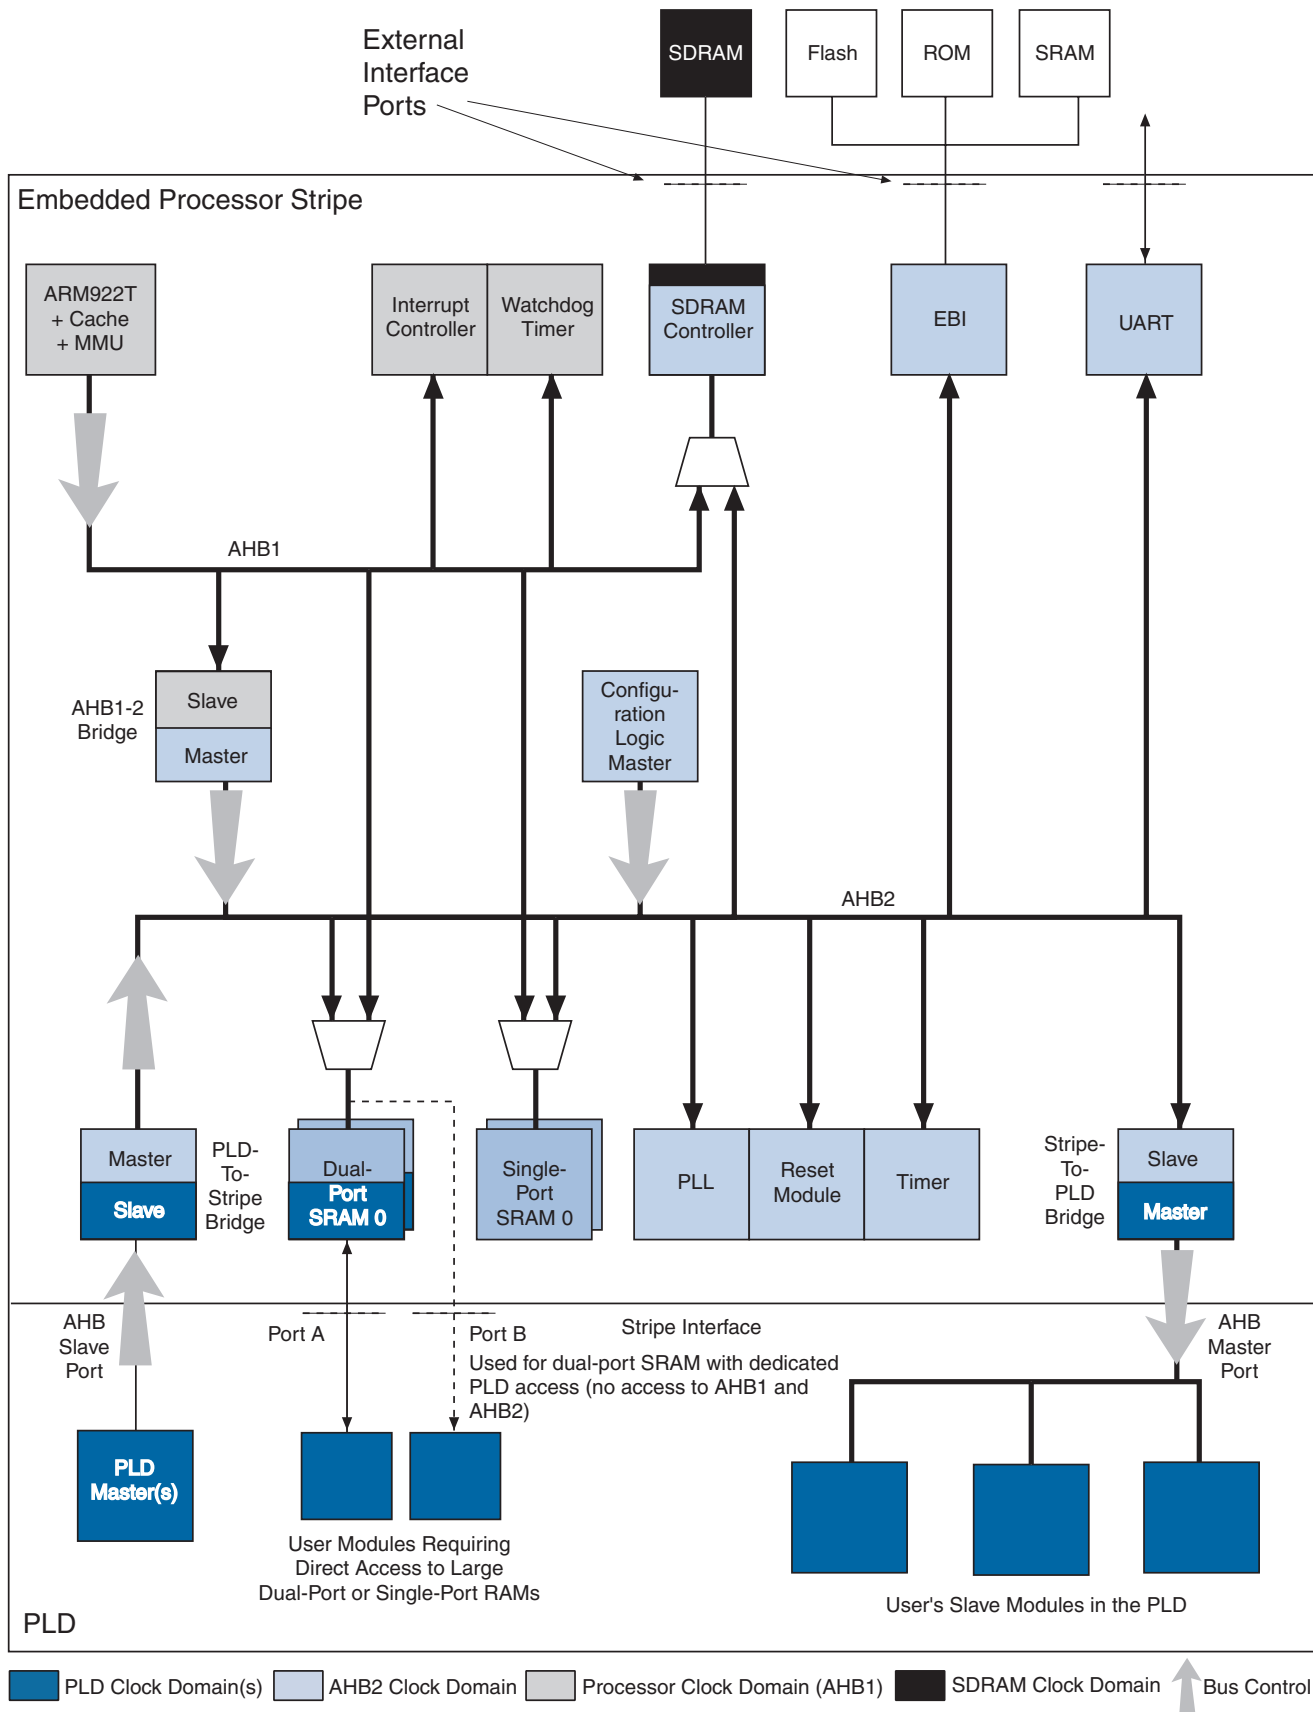 External
Interface
Ports
SDRAM
Flash
ROM
SRAM
Embedded Processor Stripe
ARM922T
+ Cache
+ MMU
Interrupt
Controller
Watchdog
Timer
SDRAM
Controller
EBI
UART
AHB1
AHB1-2
Bridge
Slave
Master
Configu-
ration
Logic
Master
AHB2
Master
Slave
PLD-
To-
Stripe
Bridge
Dual-
Port
SRAM 0
Single-
Port
SRAM 0
PLL
Reset
Module
Timer
Stripe-
To-
PLD
Bridge
Slave
Master
AHB
Slave
Port
Port A
Port B
Stripe Interface
Used for dual-port SRAM with dedicated
PLD access (no access to AHB1 and
AHB2)
AHB
Master
Port
PLD
Master(s)
User Modules Requiring
Direct Access to Large
Dual-Port or Single-Port RAMs
User's Slave Modules in the PLD
PLD
PLD Clock Domain(s)
AHB2 Clock Domain
Processor Clock Domain (AHB1)
SDRAM Clock Domain
Bus Control